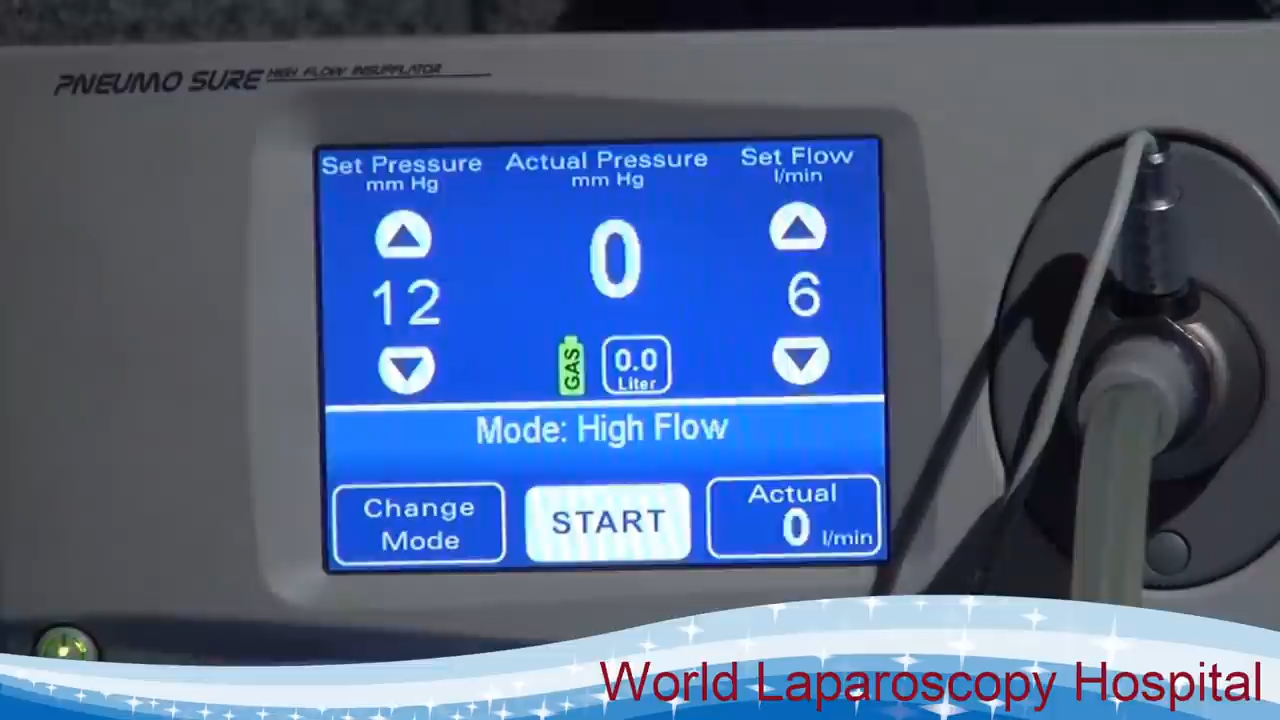 PNEUMO SURE HIGH FLOW INSUFFLATOR
Set Pressure
mm Hg
Actual Pressure
mm Hg
Set Flow
l/min
12
0
6
GAS
0.0
Liter
Mode: High Flow
Change
Mode
START
Actual
0 l/min
World Laparoscopy Hospital